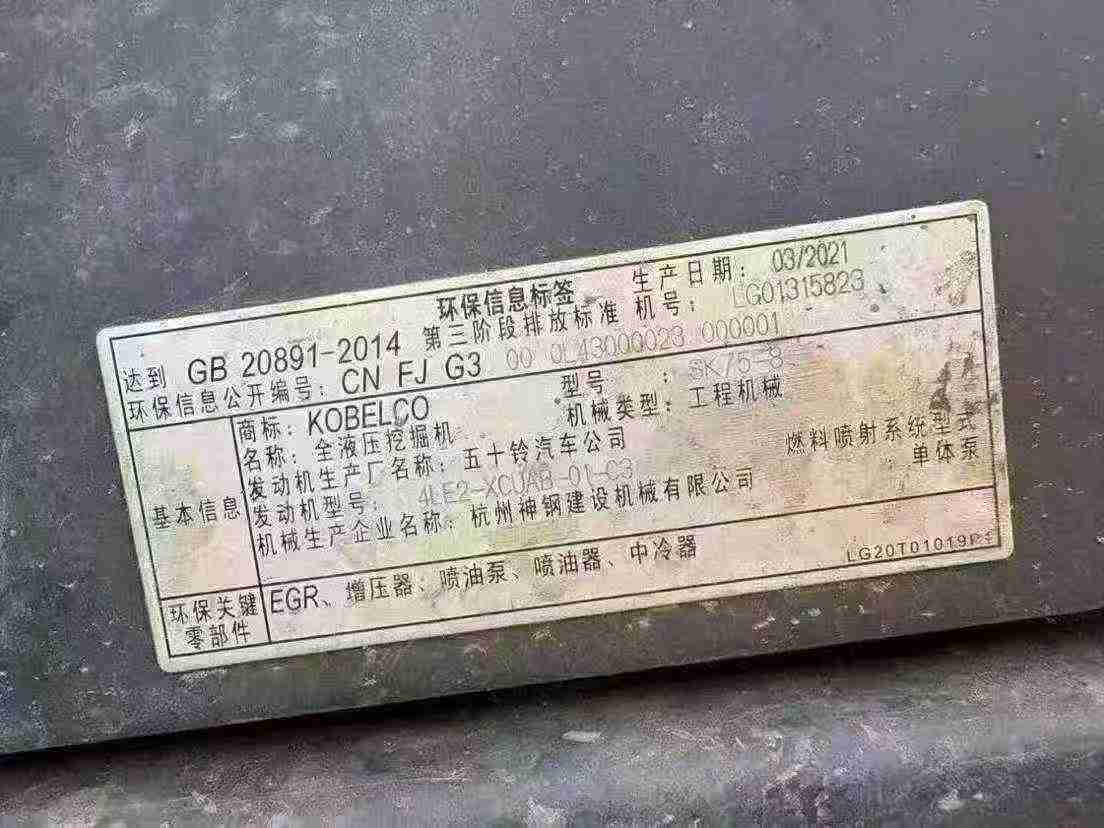 环保信息标签 生产日期: 03/2021
达到 GB 20891-2014 第三阶段排放标准 机号: LG01315823
环保信息公开编号: CN FJ G3 00 0L43000023 000001
基本信息
商标: KOBELCO 型号 : SK75-8
名称: 全液压挖掘机 机械类型: 工程机械
发动机生产厂名称: 五十铃汽车公司 燃料喷射系统型式
发动机型号: 4LE2-XCUAB-01-C3 : 单体泵
机械生产企业名称: 杭州神钢建设机械有限公司
环保关键零部件
EGR、增压器、喷油泵、喷油器、中冷器 LG20T01019P1